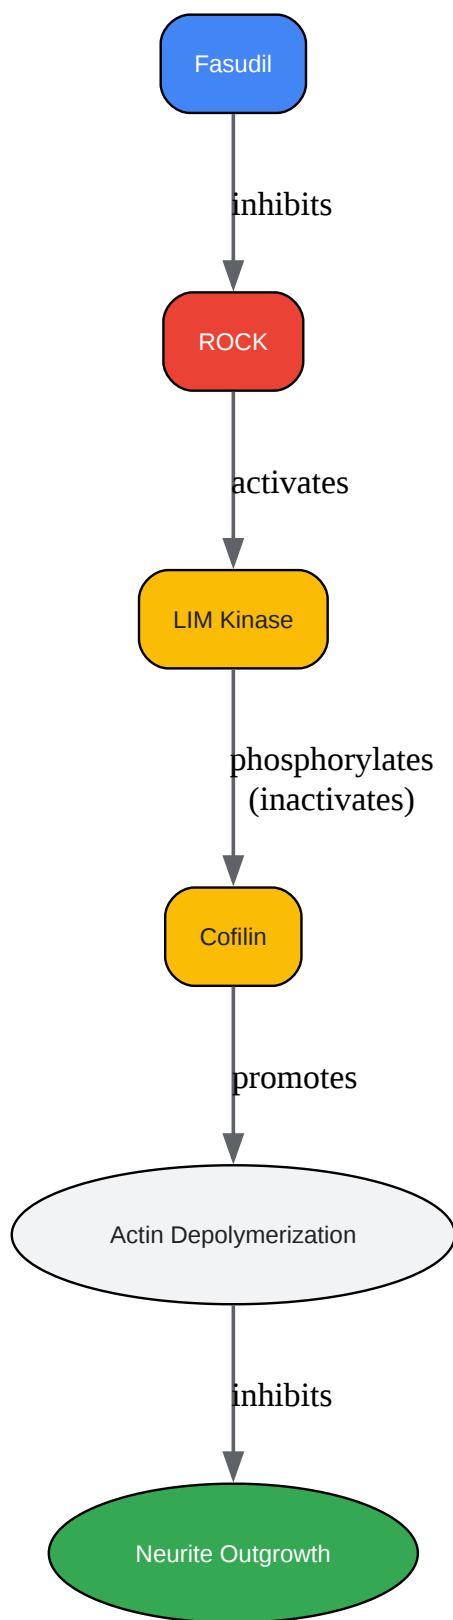 Fasudil
inhibits
ROCK
activates
LIM Kinase
phosphorylates
(inactivates)
Cofilin
promotes
Actin Depolymerization
inhibits
Neurite Outgrowth